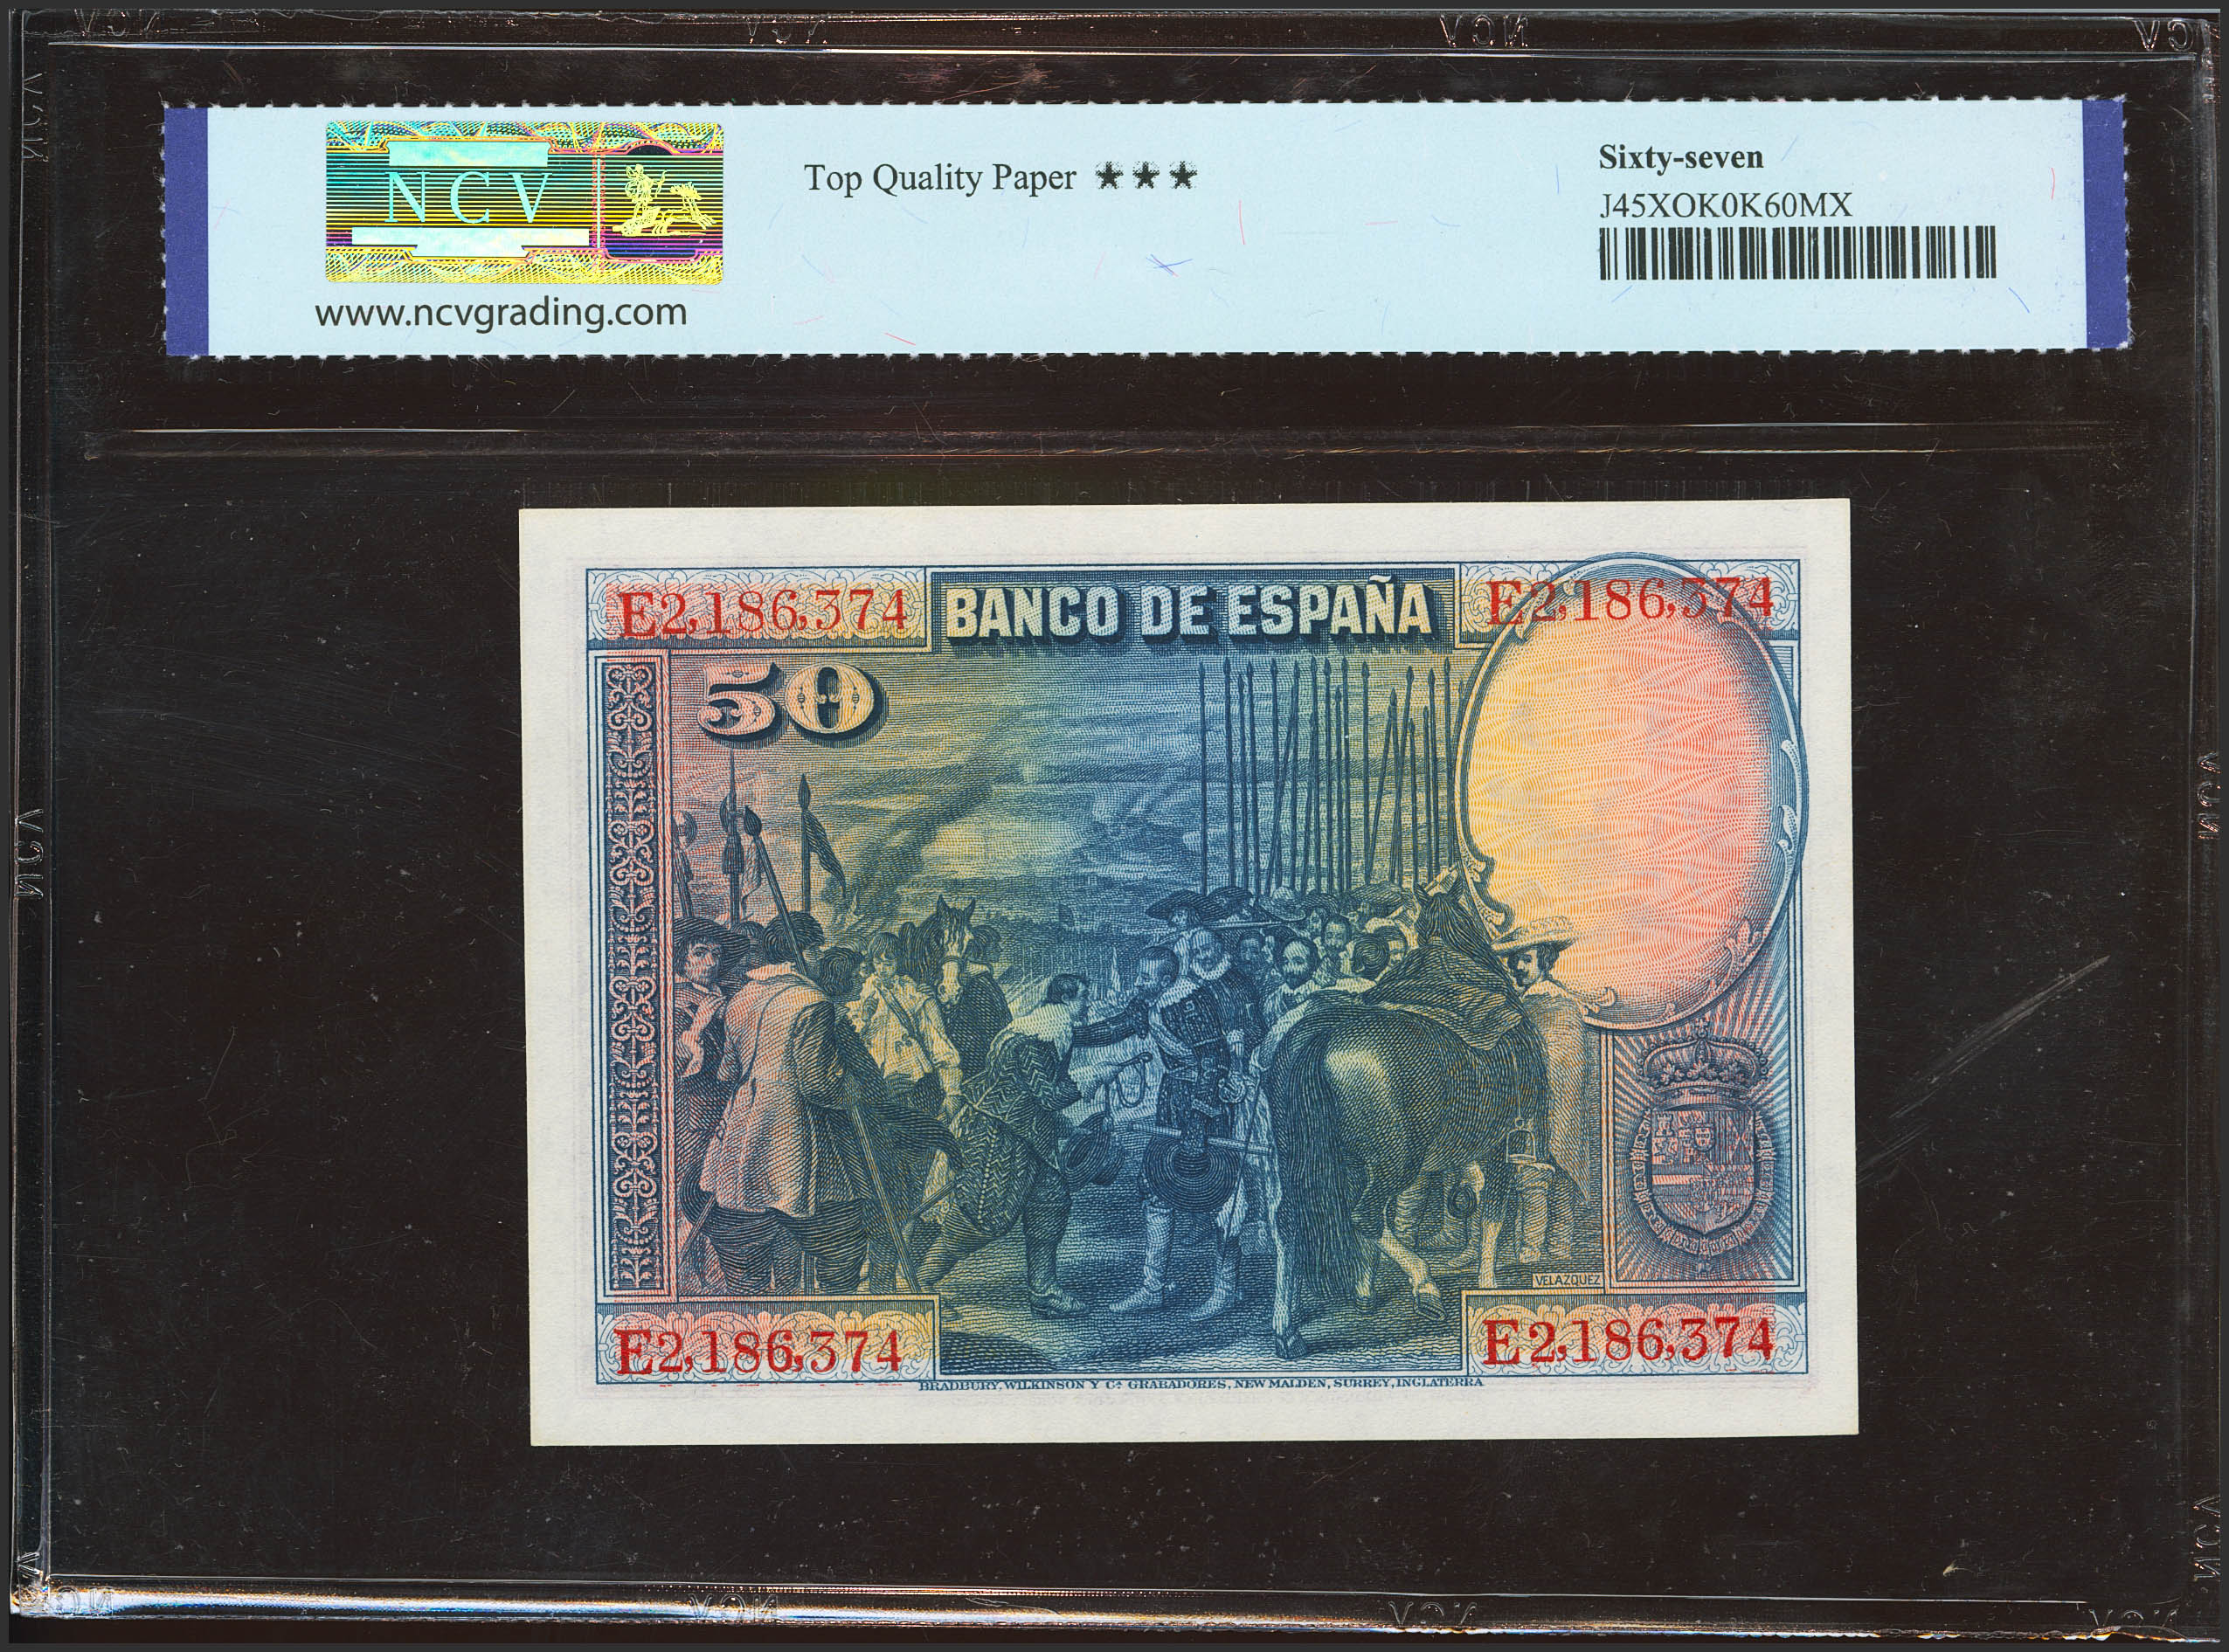 NCV
www.ncvgrading.com
Top Quality Paper ★★★
Sixty-seven
J45XOK0K60MX
E2,186,374
BANCO DE ESPAÑA
E2,186,374
50
VELAZQUEZ
E2,186,374
E2,186,374
BRADBURY, WILKINSON Y Cª GRABADORES, NEW MALDEN, SURREY, INGLATERRA